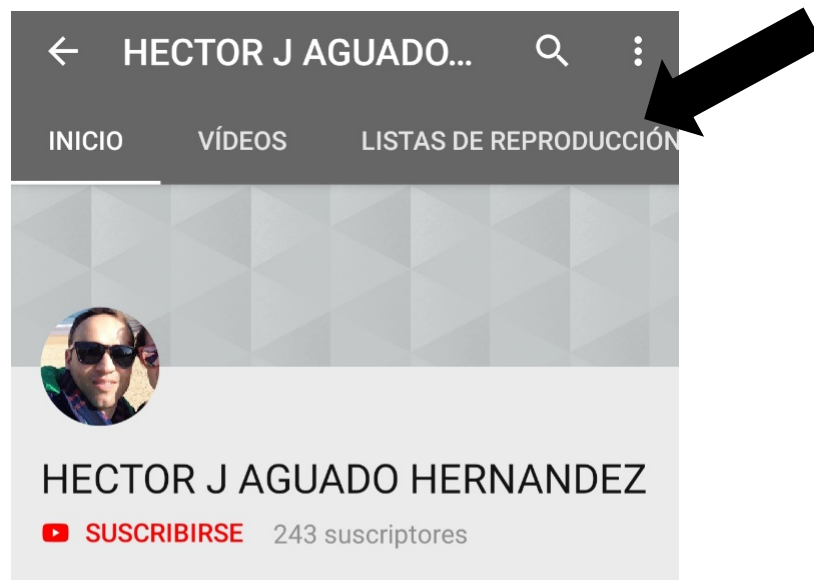 HECTOR J AGUADO...
INICIO VÍDEOS LISTAS DE REPRODUCCIÓN
HECTOR J AGUADO HERNANDEZ
SUSCRIBIRSE 243 suscriptores